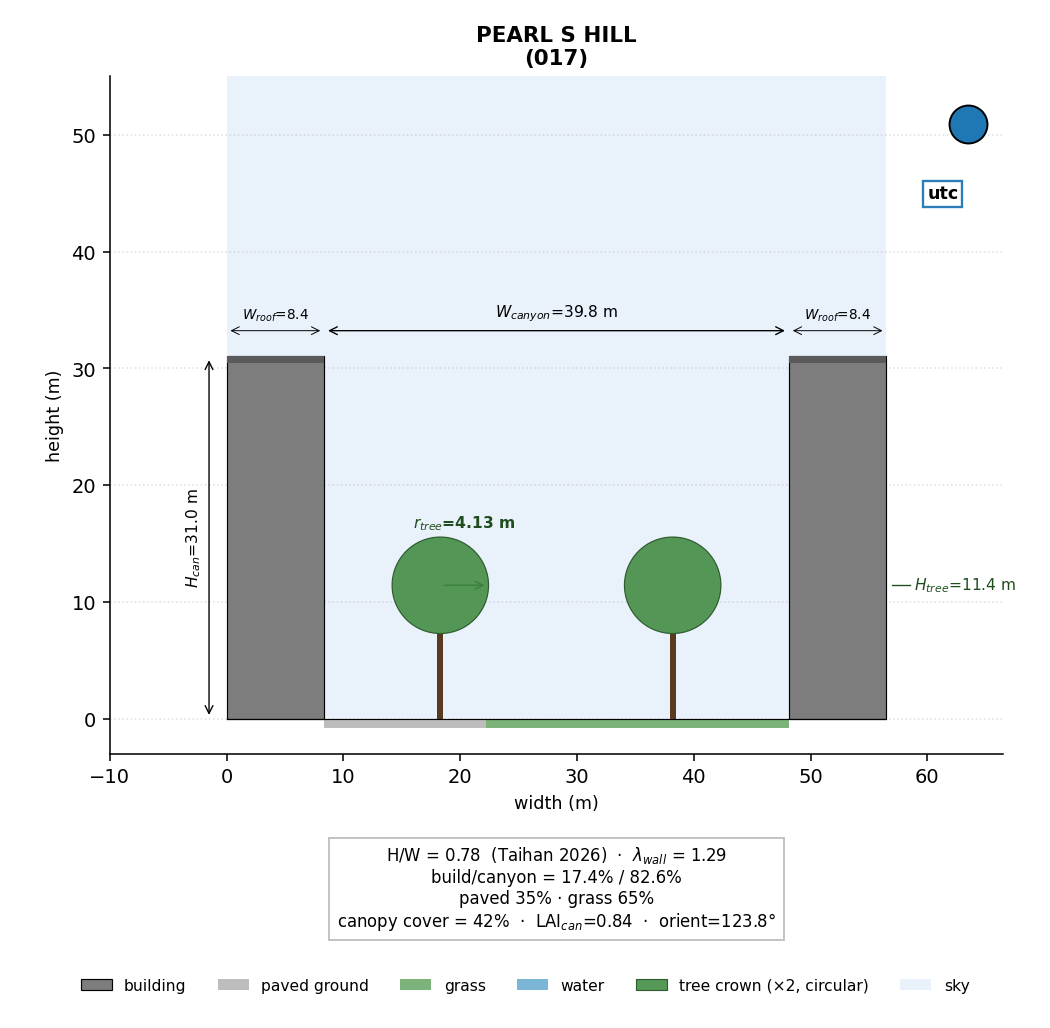 PEARL S HILL
(017)
50
40
30
20
10
0
height (m)
utc
W_roof=8.4
W_canyon=39.8 m
W_roof=8.4
H_can=31.0 m
r_tree=4.13 m
H_tree=11.4 m
−10
0
10
20
30
40
50
60
width (m)
H/W = 0.78 (Taihan 2026) · λ_wall = 1.29
build/canyon = 17.4% / 82.6%
paved 35% · grass 65%
canopy cover = 42% · LAI_can=0.84 · orient=123.8°
building
paved ground
grass
water
tree crown (×2, circular)
sky